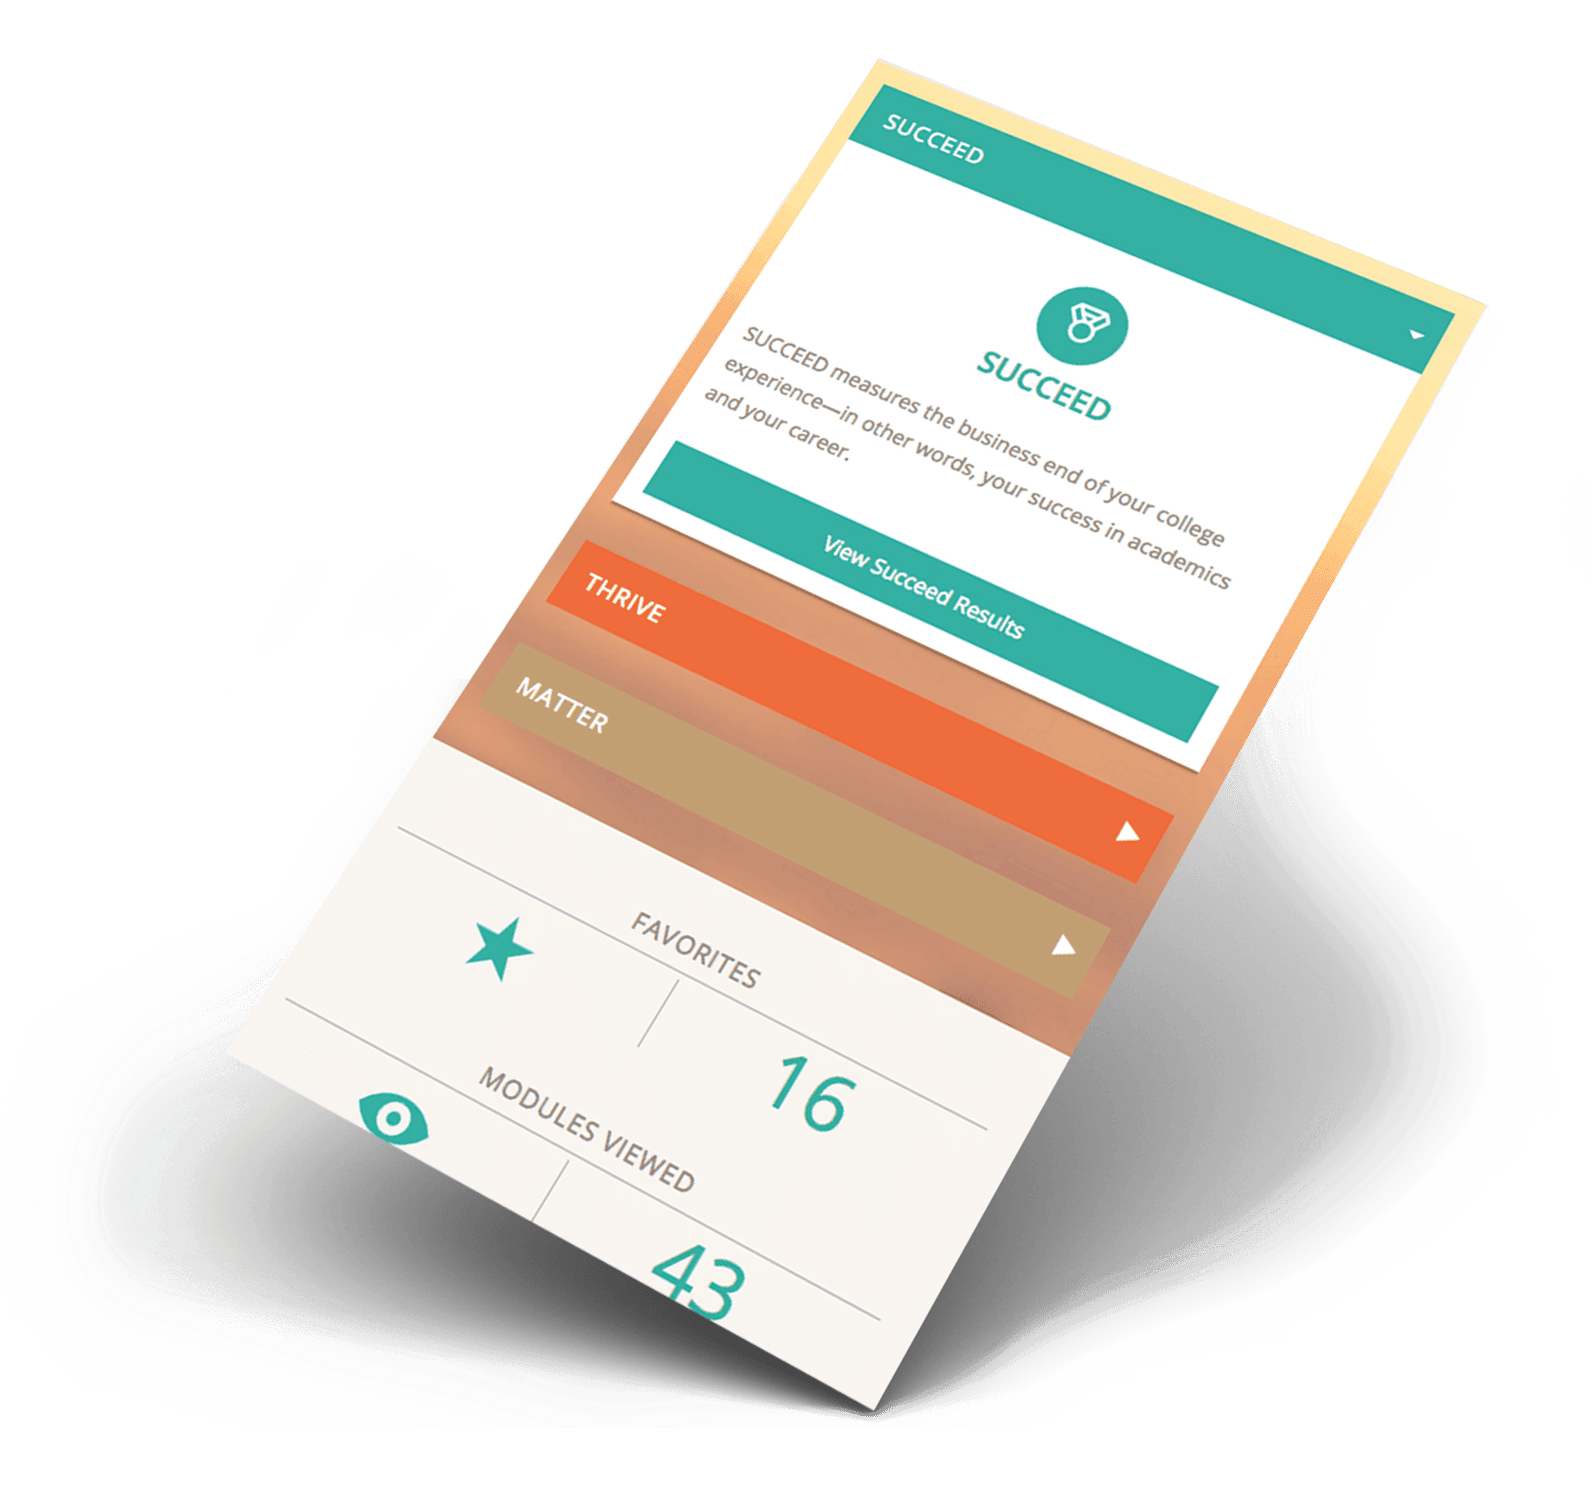 SUCCEED
SUCCEED
SUCCEED measures the business end of your college
experience—in other words, your success in academics
and your career.
View Succeed Results
THRIVE
MATTER
FAVORITES
16
MODULES VIEWED
43